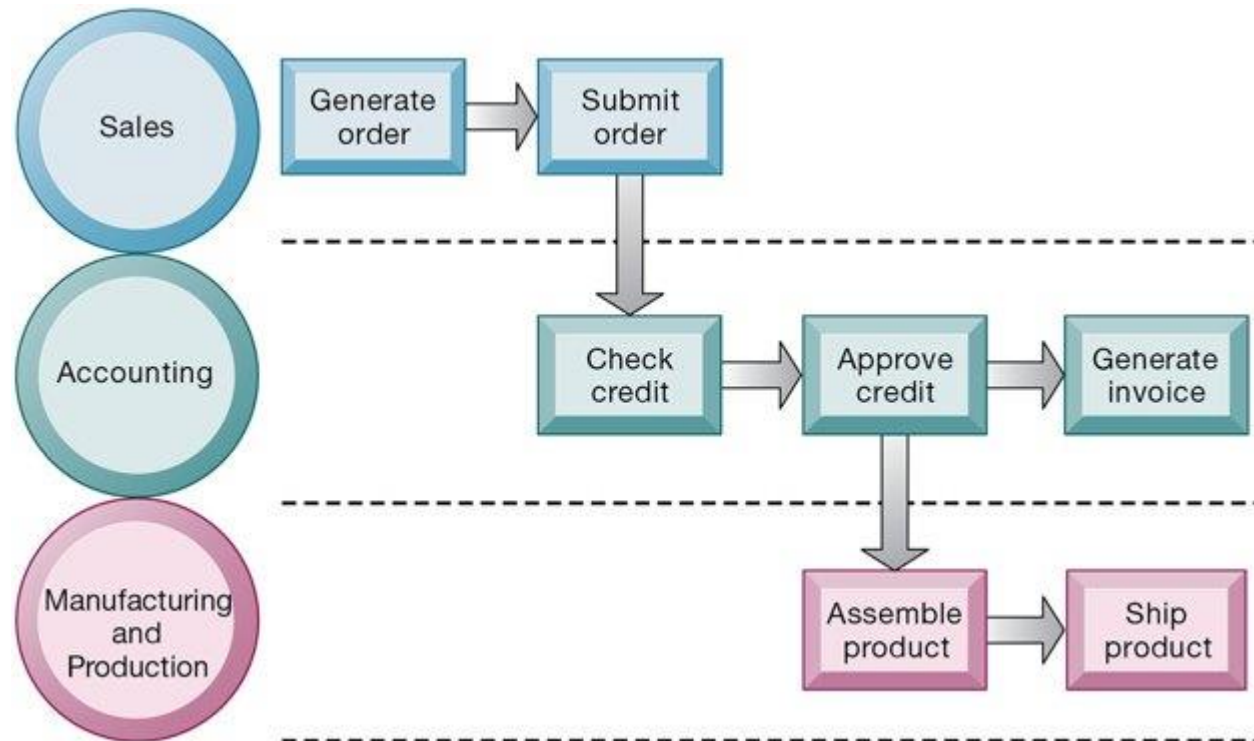 Sales
Generate
order
Submit
order
Accounting
Check
credit
Approve
credit
Generate
invoice
Manufacturing
and
Production
Assemble
product
Ship
product